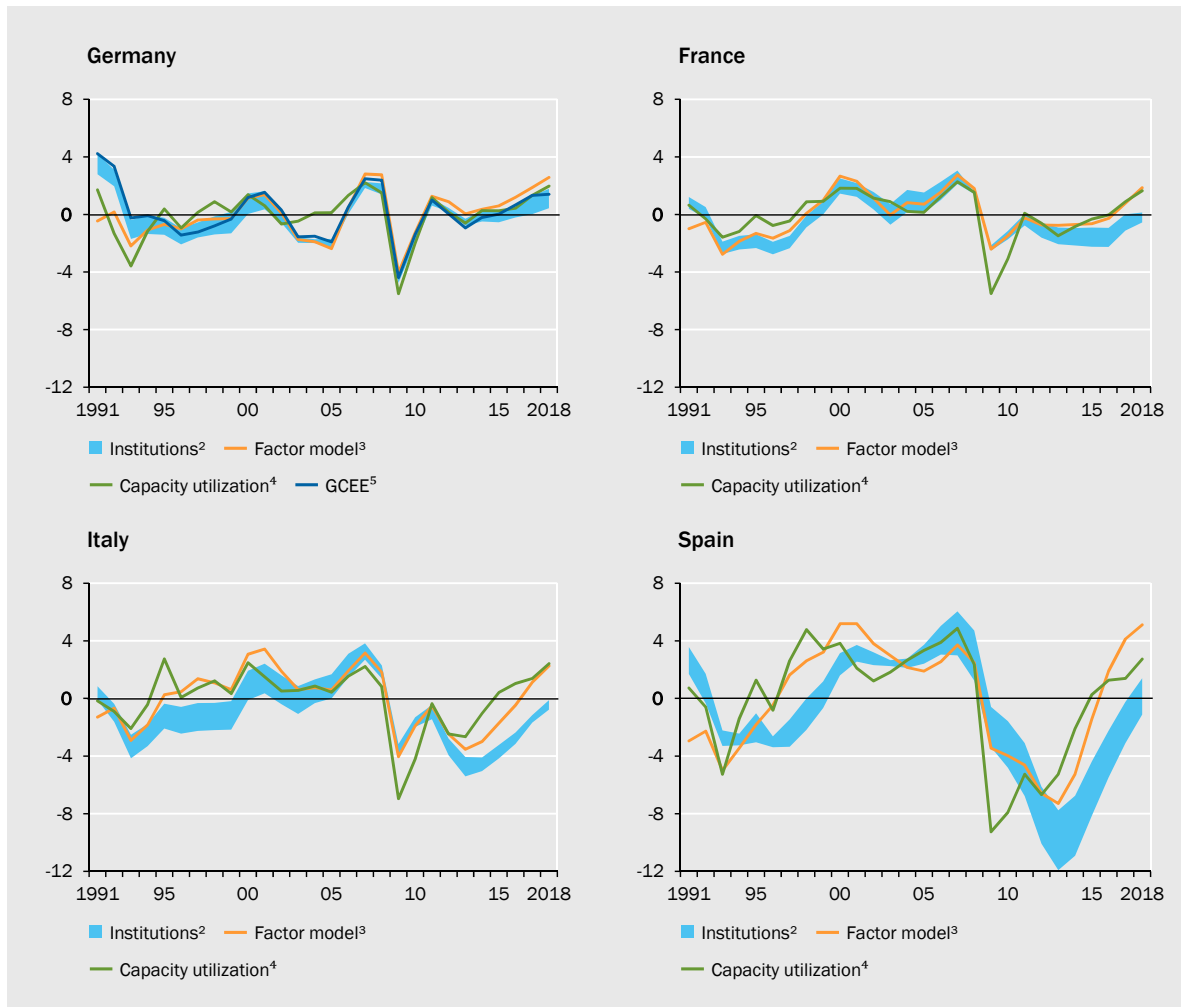 Germany
8
4
0
-4
-8
-12
1991 95 00 05 10 15 2018
Institutions² Factor model³
Capacity utilization⁴ GCEE⁵
France
8
4
0
-4
-8
-12
1991 95 00 05 10 15 2018
Institutions² Factor model³
Capacity utilization⁴
Italy
8
4
0
-4
-8
-12
1991 95 00 05 10 15 2018
Institutions² Factor model³
Capacity utilization⁴
Spain
8
4
0
-4
-8
-12
1991 95 00 05 10 15 2018
Institutions² Factor model³
Capacity utilization⁴